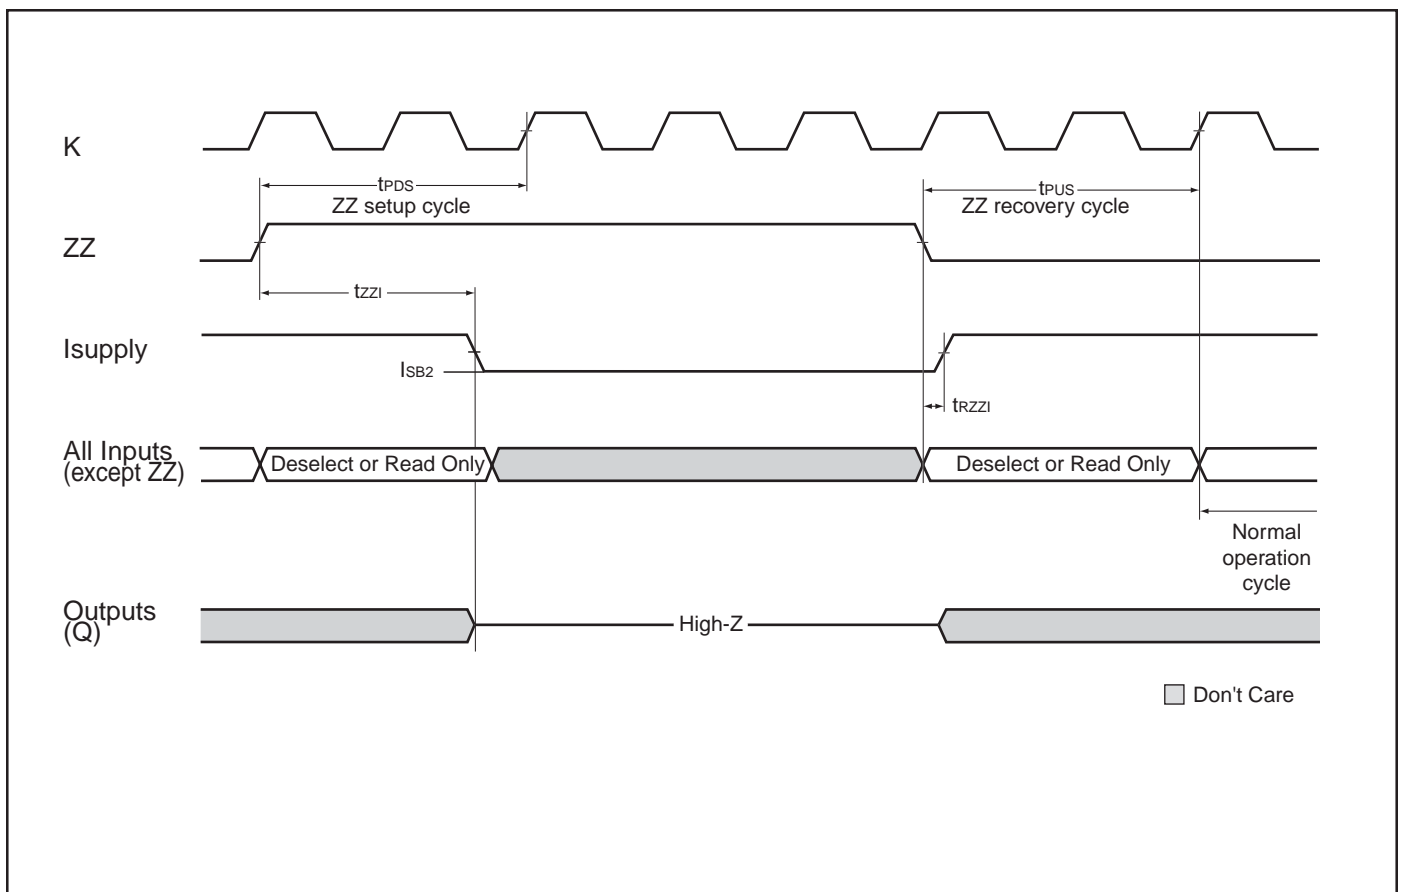 K
tPDS
ZZ setup cycle
tPUS
ZZ recovery cycle
ZZ
tZZI
Isupply
ISB2
tRZZI
All Inputs
(except ZZ)
Deselect or Read Only
Deselect or Read Only
Normal
operation
cycle
Outputs
(Q)
High-Z
Don't Care